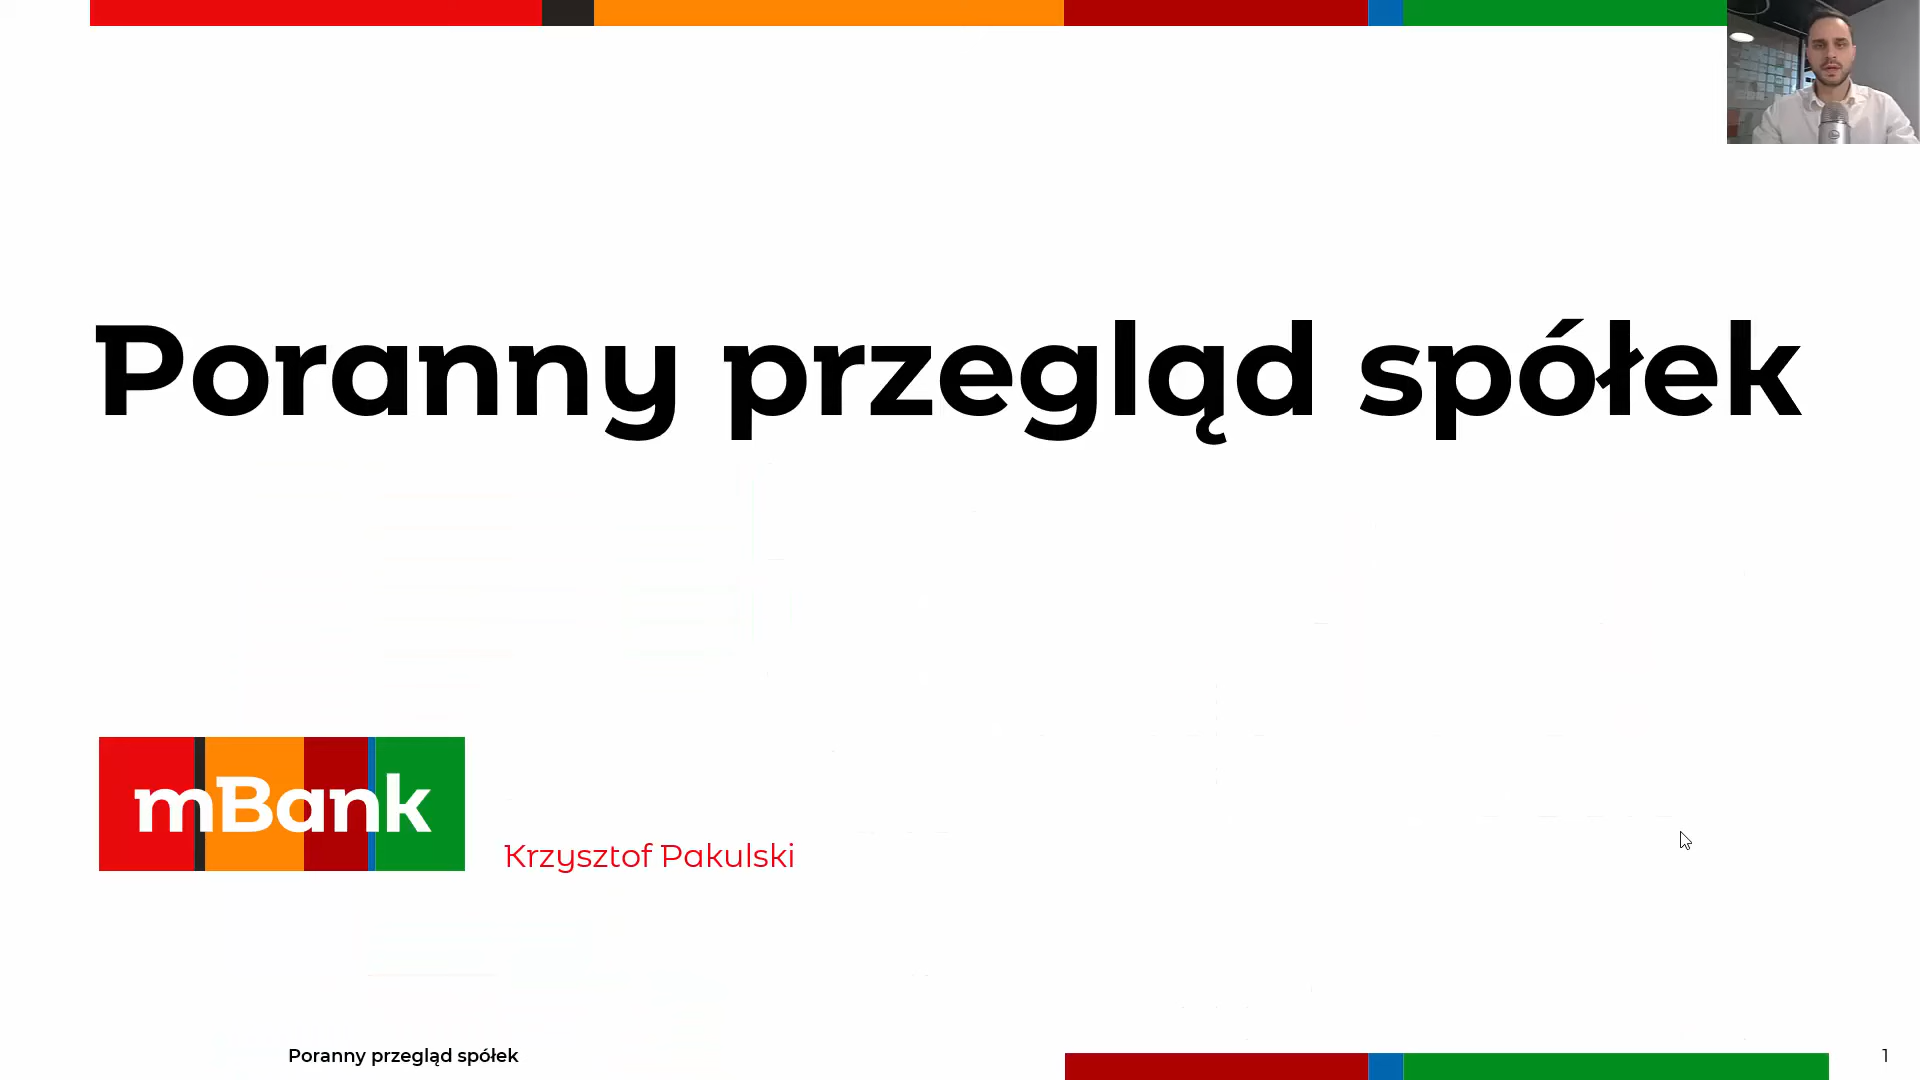 Poranny przegląd spółek
mBank
Krzysztof Pakulski
Poranny przegląd spółek
1